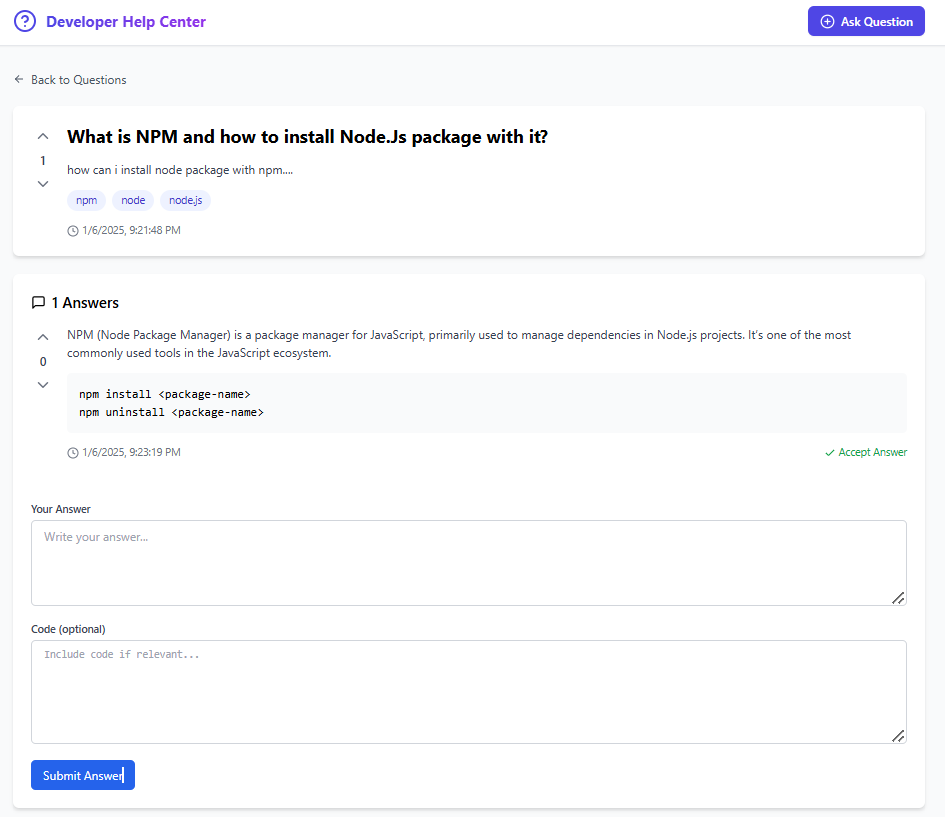 Developer Help Center
Ask Question
Back to Questions
What is NPM and how to install Node.Js package with it?
1
how can i install node package with npm....
npm node node.js
1/6/2025, 9:21:48 PM
1 Answers
NPM (Node Package Manager) is a package manager for JavaScript, primarily used to manage dependencies in Node.js projects. It's one of the most
commonly used tools in the JavaScript ecosystem.
0
npm install <package-name>
npm uninstall <package-name>
1/6/2025, 9:23:19 PM
Accept Answer
Your Answer
Write your answer...
Code (optional)
Include code if relevant...
Submit Answer